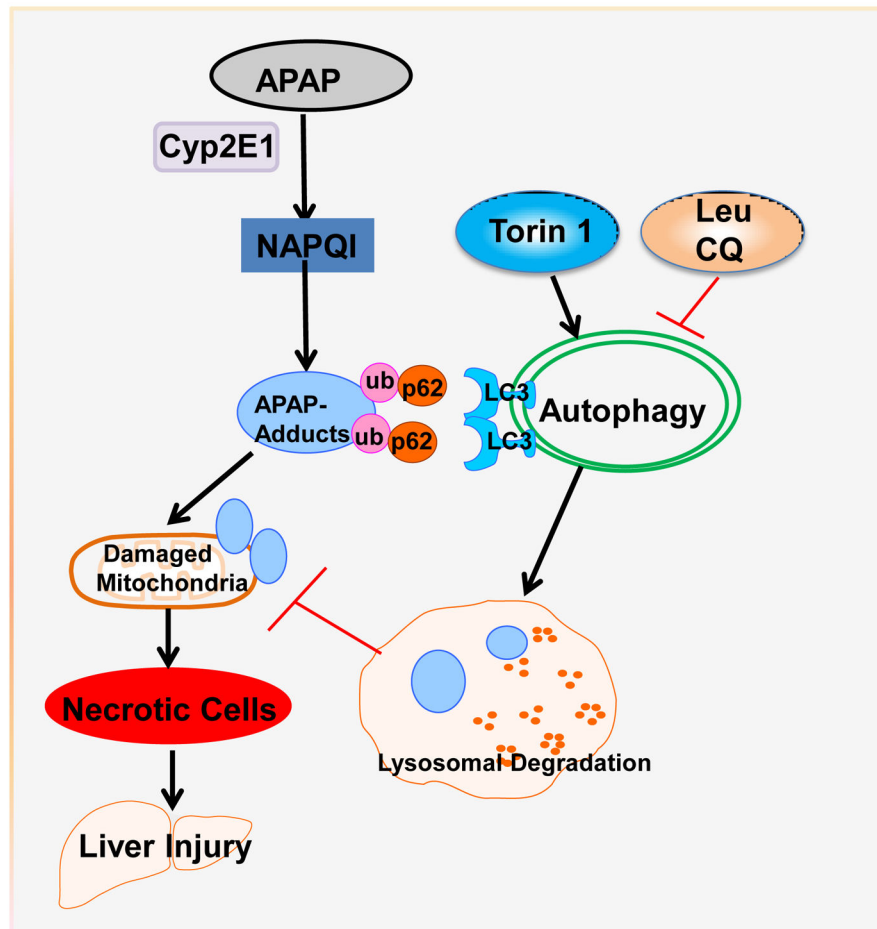 APAP
Cyp2E1
NAPQI
Torin 1
Leu
CQ
ub
p62
APAP-
Adducts
ub
p62
LC3
LC3
Autophagy
Damaged
Mitochondria
Necrotic Cells
Lysosomal Degradation
Liver Injury